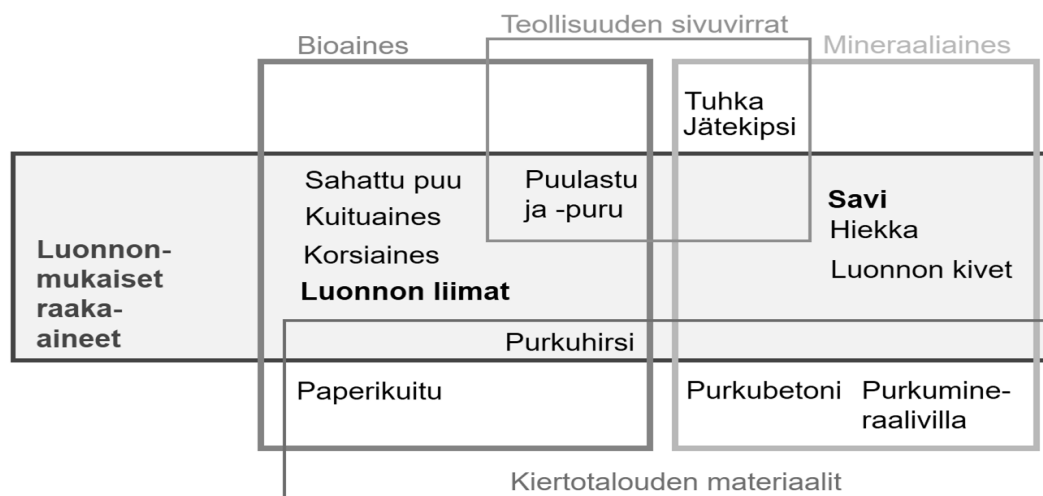 Teollisuuden sivuvirrat
Bioaines
Mineraaliaines
Tuhka
Jätekipsi
Sahattu puu
Kuituaines
Korsiaines
Luonnon liimat
Puulastu
ja -puru
Savi
Hiekka
Luonnon kivet
Luonnon-
mukaiset
raaka-
aineet
Purkuhirsi
Paperikuitu
Purkubetoni
Purkumine-
raalivilla
Kiertotalouden materiaalit